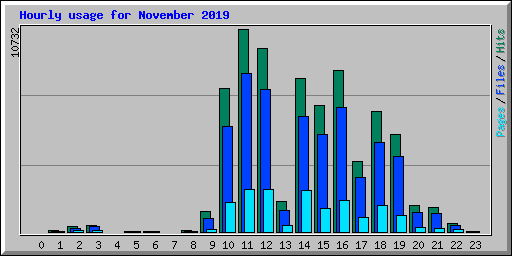 Hourly usage for November 2019
10732
Pages/Files/Hits
0 1 2 3 4 5 6 7 8 9 10 11 12 13 14 15 16 17 18 19 20 21 22 23